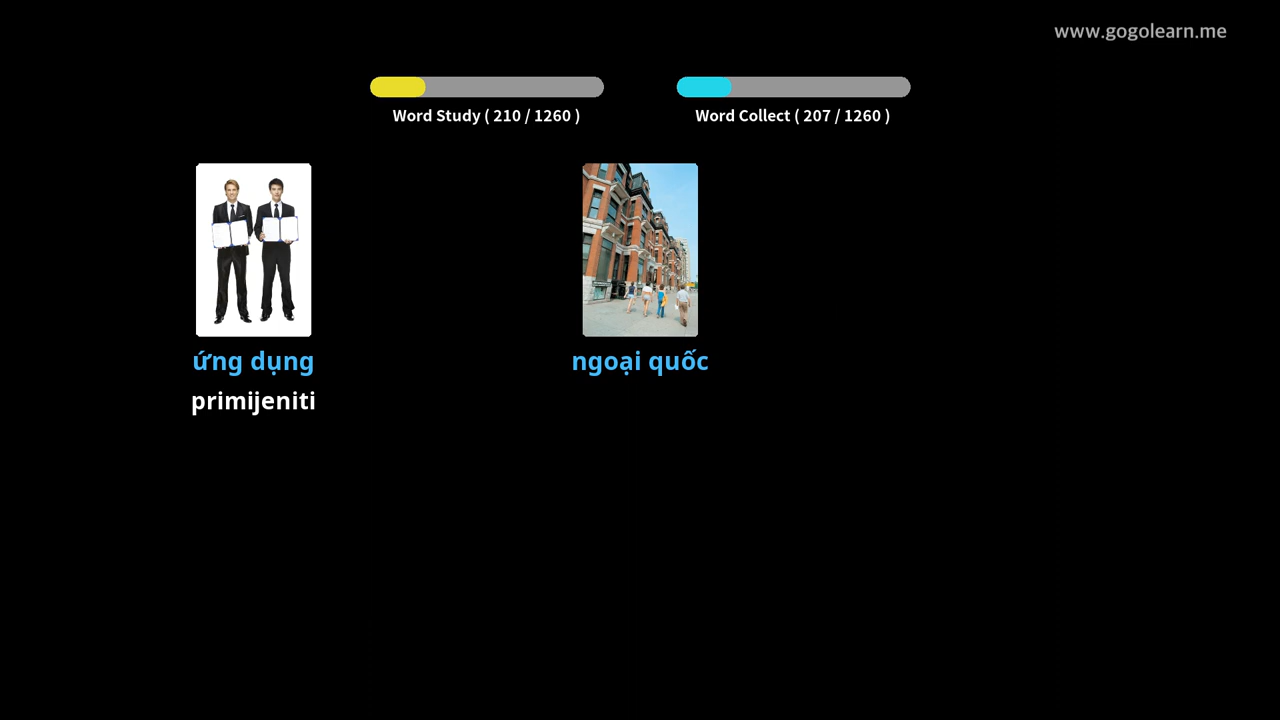 www.gogolearn.me
Word Study ( 210 / 1260 )
Word Collect ( 207 / 1260 )
ứng dụng
primijeniti
ngoại quốc